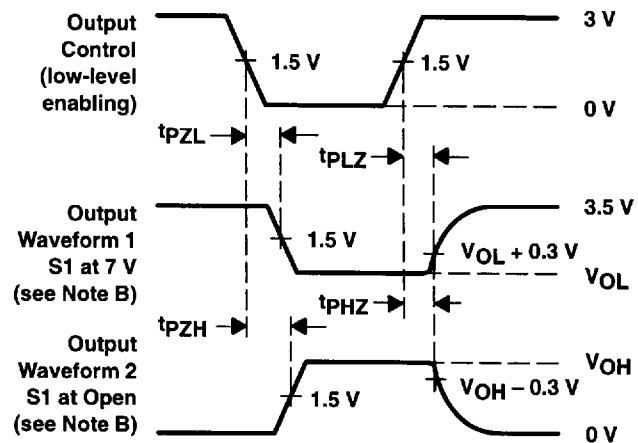 Output
Control
(low-level
enabling)
1.5 V
1.5 V
3 V
0 V
tPZL
tPLZ
Output
Waveform 1
S1 at 7 V
(see Note B)
1.5 V
3.5 V
VOL + 0.3 V
VOL
tPZH
tPHZ
Output
Waveform 2
S1 at Open
(see Note B)
1.5 V
VOH
VOH – 0.3 V
0 V